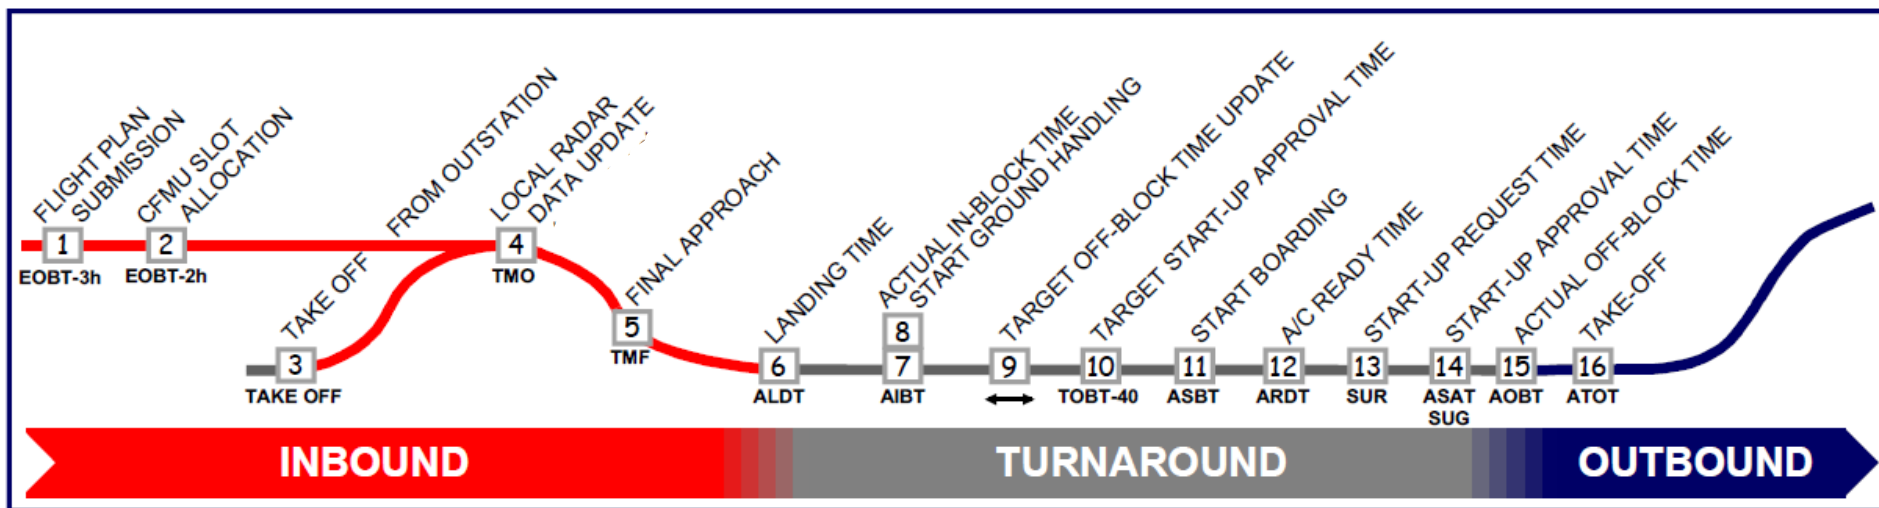 FLIGHT PLAN
SUBMISSION
CFMU SLOT
ALLOCATION
TAKE OFF
FROM OUTSTATION
LOCAL RADAR
DATA UPDATE
FINAL APPROACH
LANDING TIME
ACTUAL IN-BLOCK TIME
START GROUND HANDLING
TARGET OFF-BLOCK TIME UPDATE
TARGET START-UP APPROVAL TIME
START BOARDING
A/C READY TIME
START-UP REQUEST TIME
START-UP APPROVAL TIME
ACTUAL OFF-BLOCK TIME
TAKE-OFF
1
2
3
4
5
6
8
7
9
10
11
12
13
14
15
16
EOBT-3h
EOBT-2h
TAKE OFF
TMO
TMF
ALDT
AIBT
TOBT-40
ASBT
ARDT
SUR
ASAT
SUG
AOBT
ATOT
INBOUND
TURNAROUND
OUTBOUND